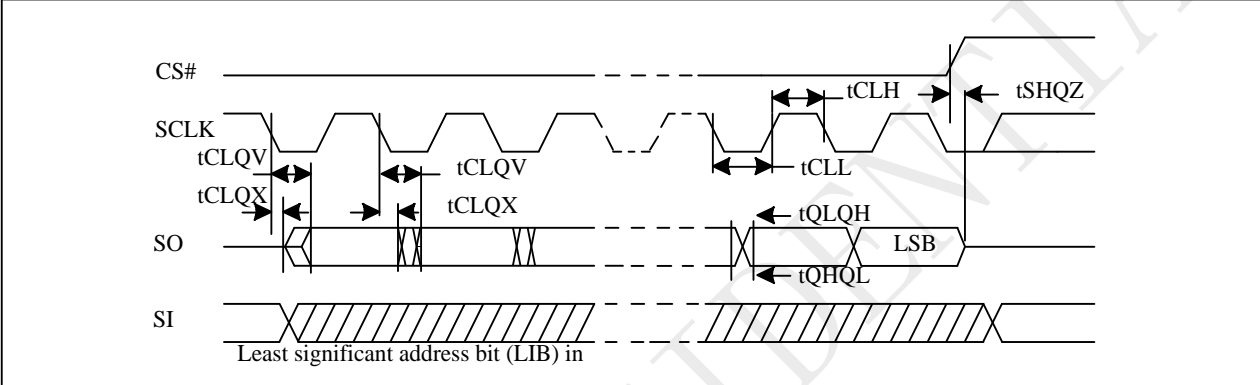 CS#
tCLH
tSHQZ
SCLK
tCLQV
tCLQV
tCLL
tCLQX
tCLQX
tQLQH
SO
LSB
tQHQL
SI
Least significant address bit (LIB) in